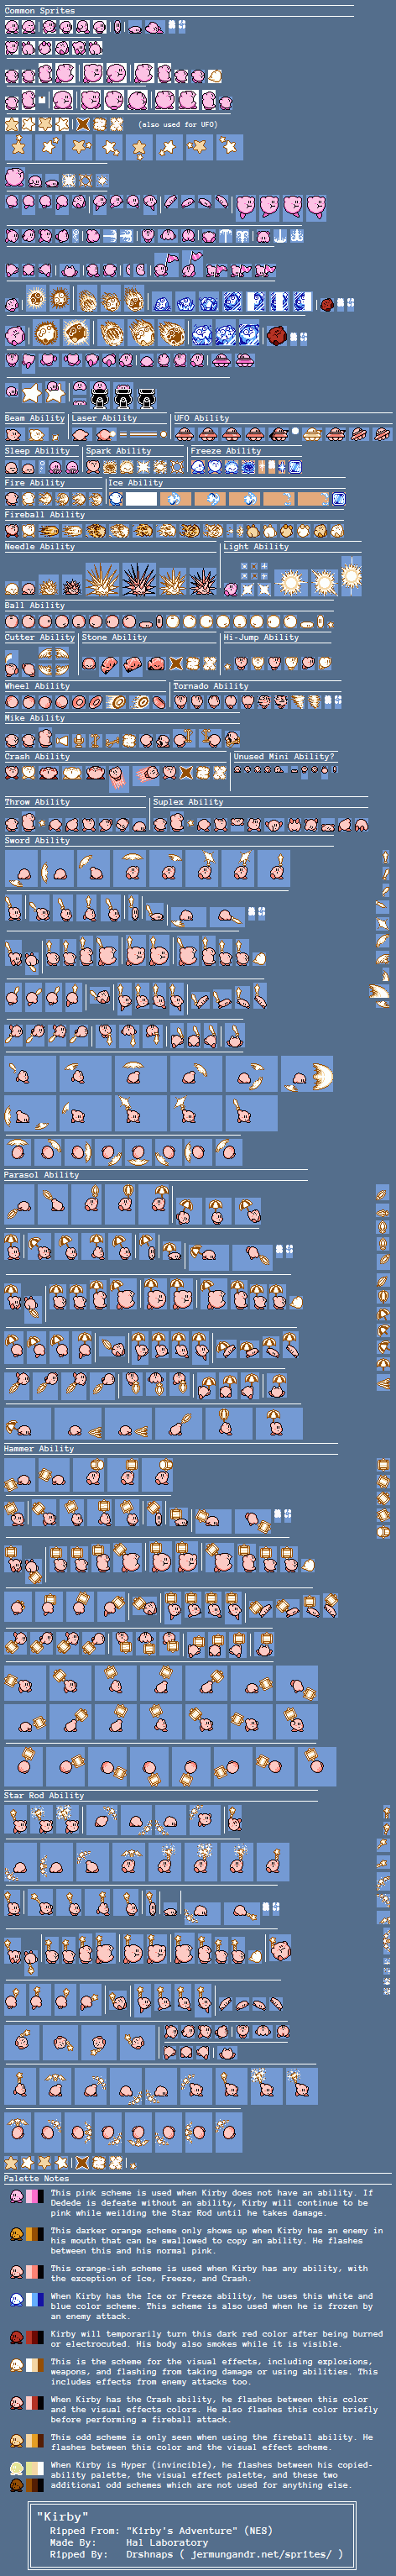 Common Sprites
(also used for UFO)
Beam Ability
Laser Ability
UFO Ability
Sleep Ability
Spark Ability
Freeze Ability
Fire Ability
Ice Ability
Fireball Ability
Needle Ability
Light Ability
Ball Ability
Cutter Ability
Stone Ability
Hi-Jump Ability
Wheel Ability
Tornado Ability
Mike Ability
Crash Ability
Unused Mini Ability?
Throw Ability
Suplex Ability
Sword Ability
Parasol Ability
Hammer Ability
Star Rod Ability
Palette Notes
This pink scheme is used when Kirby does not have an ability. If
Dedede is defeate without an ability, Kirby will continue to be
pink while weilding the Star Rod until he takes damage.
This darker orange scheme only shows up when Kirby has an enemy in
his mouth that can be swallowed to copy an ability. He flashes
between this and his normal pink.
This orange-ish scheme is used when Kirby has any ability, with
the exception of Ice, Freeze, and Crash.
When Kirby has the Ice or Freeze ability, he uses this white and
blue color scheme. This scheme is also used when he is frozen by
an enemy attack.
Kirby will temporarily turn this dark red color after being burned
or electrocuted. His body also smokes while it is visible.
This is the scheme for the visual effects, including explosions,
weapons, and flashing from taking damage or using abilities. This
includes effects from enemy attacks too.
When Kirby has the Crash ability, he flashes between this color
and the visual effects colors. He also flashes this color briefly
before performing a fireball attack.
This odd scheme is only seen when using the fireball ability. He
flashes between this color and the visual effect scheme.
When Kirby is Hyper (invincible), he flashes between his copied-
ability palette, the visual effect palette, and these two
additional odd schemes which are not used for anything else.
"Kirby"
Ripped From: "Kirby's Adventure" (NES)
Made By: Hal Laboratory
Ripped By: Drshnaps ( jermungandr.net/sprites/ )